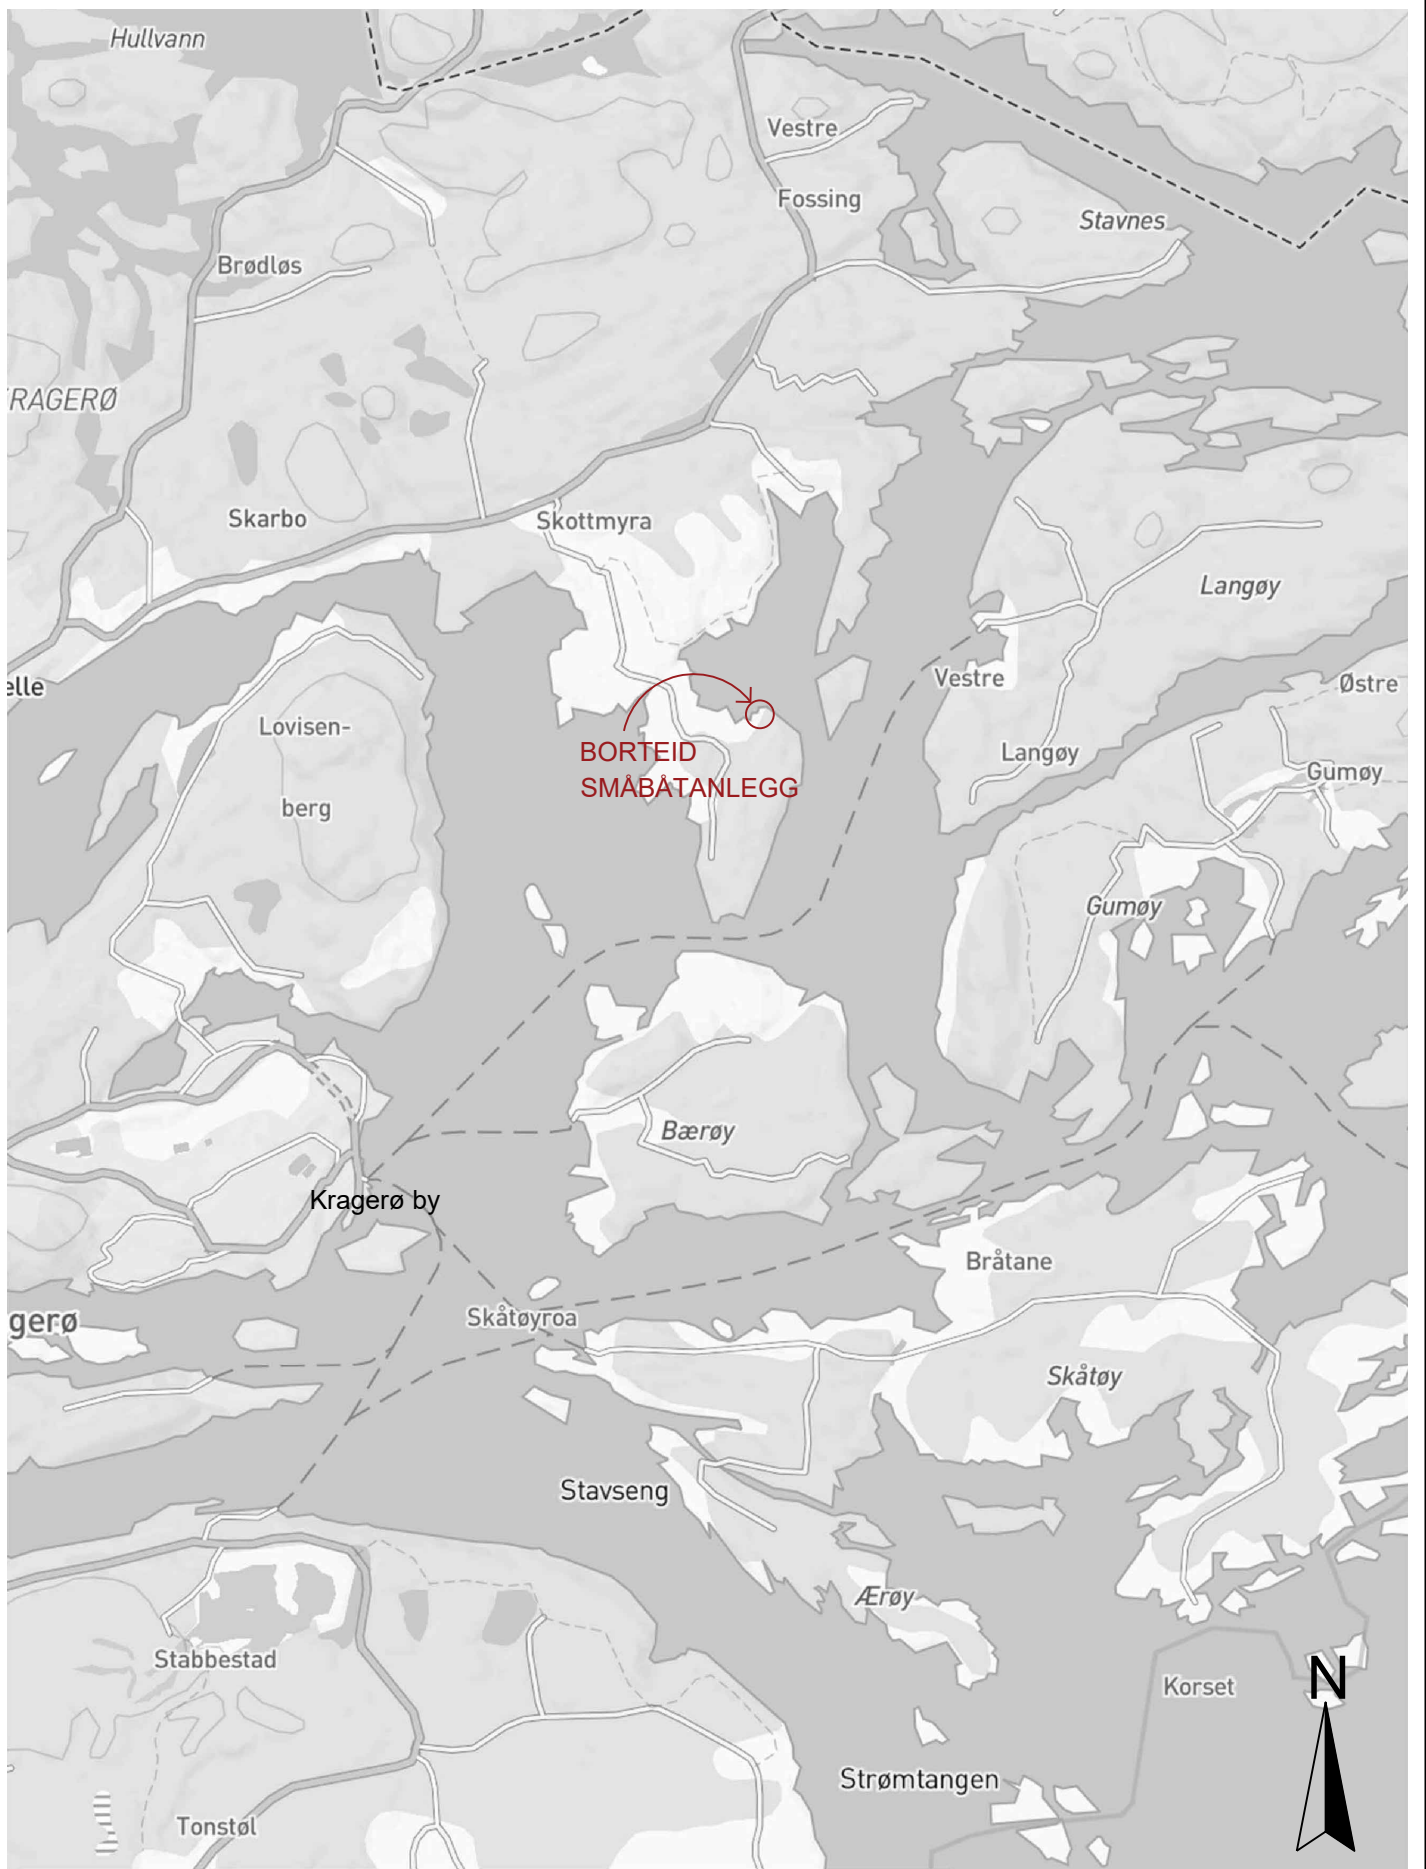 Hullvann
Vestre
Fossing
Stavnes
Brødløs
RAGERØ
Skarbo
Skottmyra
Langøy
elle
Vestre
Østre
Lovisen-
berg
BORTEID
SMÅBÅTANLEGG
Langøy
Gumøy
Gumøy
Bærøy
Kragerø by
Bråtane
gerø
Skåtøyroa
Skåtøy
Stavseng
Ærøy
Stabbestad
N
Korset
Strømtangen
Tonstøl